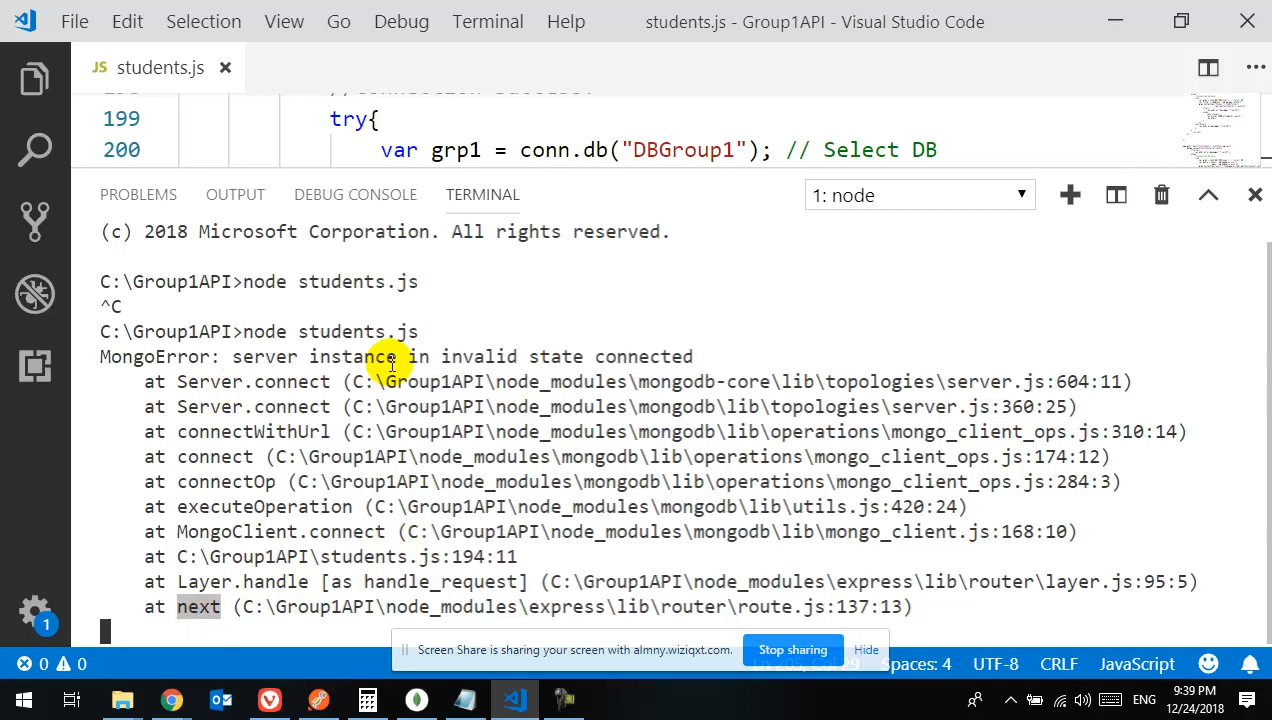 File Edit Selection View Go Debug Terminal Help students.js - Group1API - Visual Studio Code
JS students.js
199 try{
200 var grp1 = conn.db("DBGroup1"); // Select DB
PROBLEMS OUTPUT DEBUG CONSOLE TERMINAL 1: node
(c) 2018 Microsoft Corporation. All rights reserved.
C:\Group1API>node students.js
^C
C:\Group1API>node students.js
MongoError: server instance in invalid state connected
at Server.connect (C:\Group1API\node_modules\mongodb-core\lib\topologies\server.js:604:11)
at Server.connect (C:\Group1API\node_modules\mongodb\lib\topologies\server.js:360:25)
at connectWithUrl (C:\Group1API\node_modules\mongodb\lib\operations\mongo_client_ops.js:310:14)
at connect (C:\Group1API\node_modules\mongodb\lib\operations\mongo_client_ops.js:174:12)
at connectOp (C:\Group1API\node_modules\mongodb\lib\operations\mongo_client_ops.js:284:3)
at executeOperation (C:\Group1API\node_modules\mongodb\lib\utils.js:420:24)
at MongoClient.connect (C:\Group1API\node_modules\mongodb\lib\mongo_client.js:168:10)
at C:\Group1API\students.js:194:11
at Layer.handle [as handle_request] (C:\Group1API\node_modules\express\lib\router\layer.js:95:5)
at next (C:\Group1API\node_modules\express\lib\router\route.js:137:13)
Screen Share is sharing your screen with almny.wiziqxt.com. Stop sharing Hide
1
0 0 Spaces: 4 UTF-8 CRLF JavaScript
ENG 9:39 PM
12/24/2018